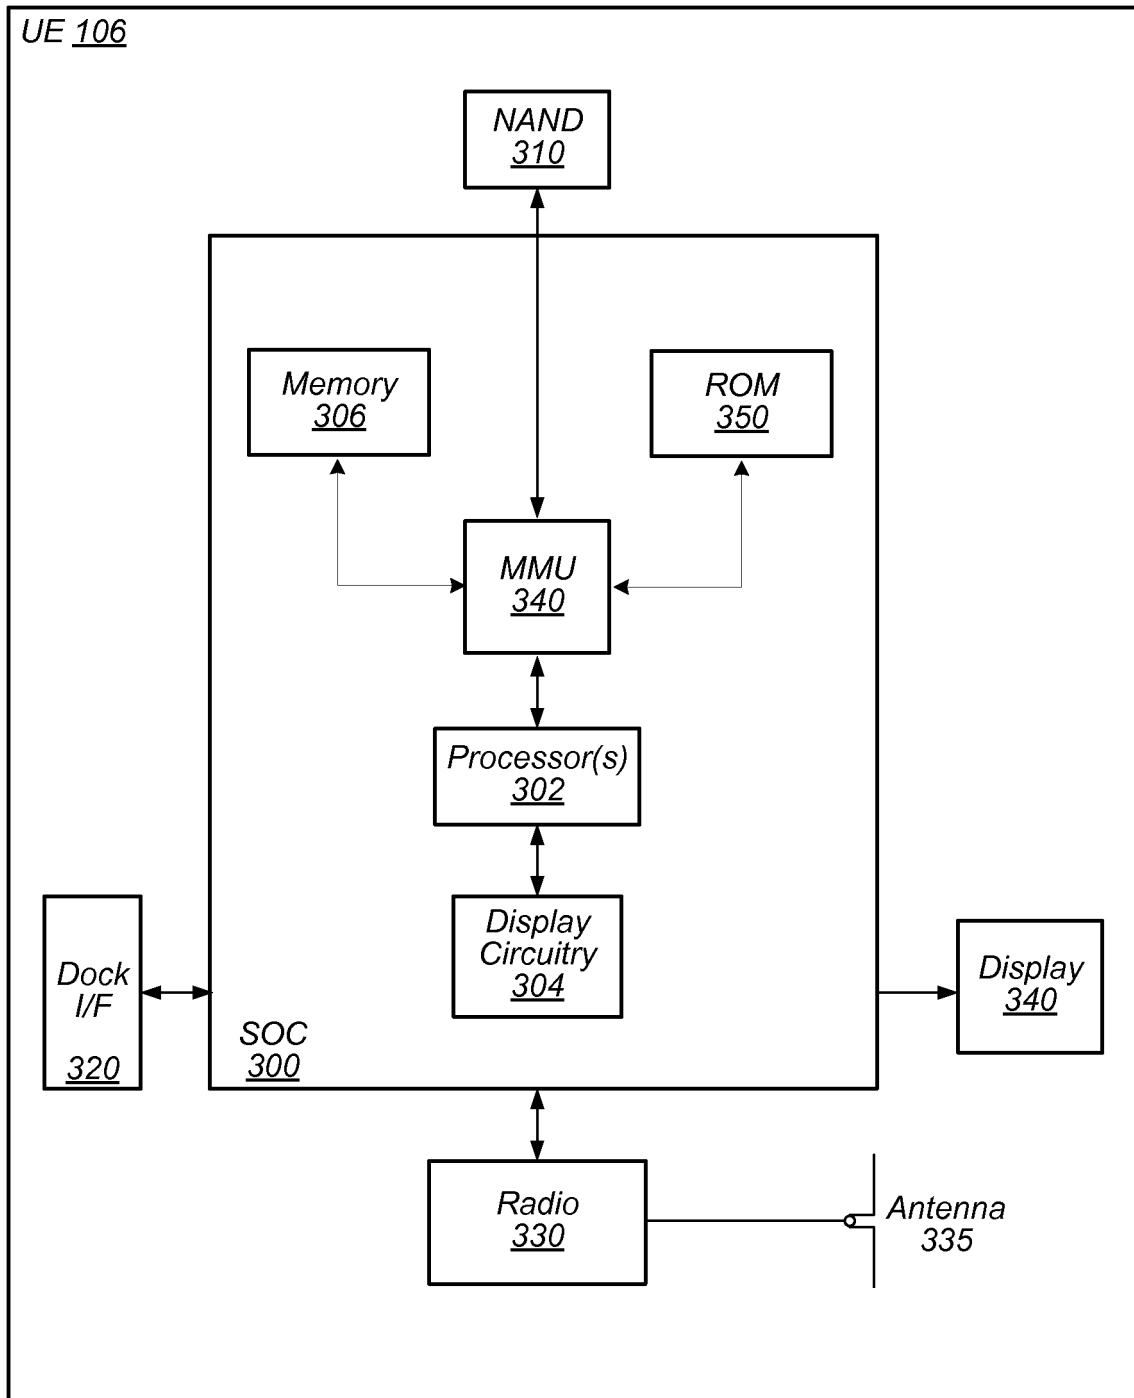 UE 106
NAND
310
Memory
306
ROM
350
MMU
340
Processor(s)
302
Display
Circuitry
304
Dock
I/F
320
SOC
300
Display
340
Radio
330
Antenna
335